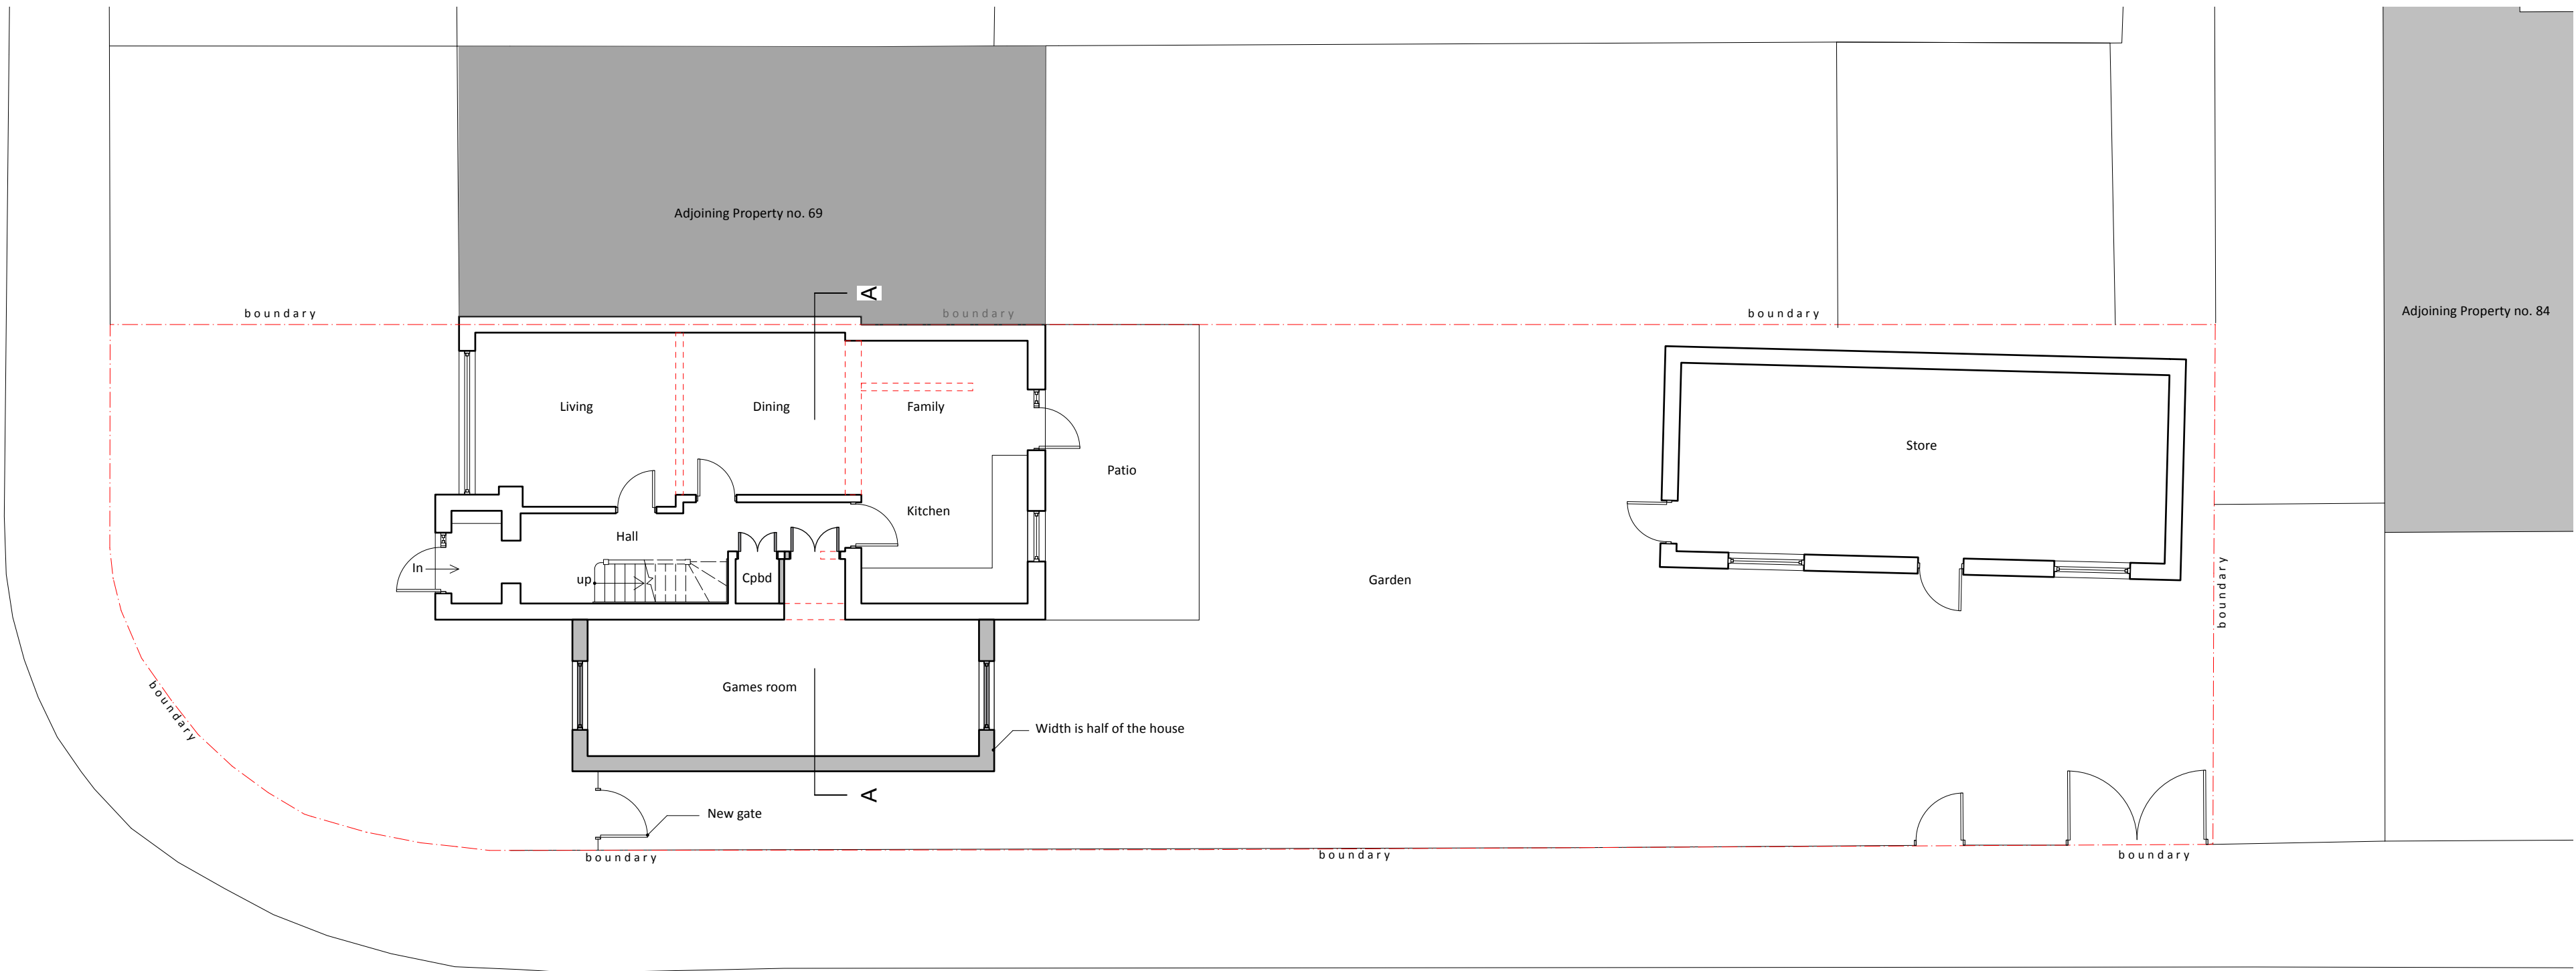 Adjoining Property no. 69
A
boundary
boundary
boundary
Adjoining Property no. 84
Living
Dining
Family
Store
Patio
Kitchen
Hall
In
up
Cpbd
Garden
boundary
Games room
boundary
Width is half of the house
A
New gate
boundary
boundary
boundary